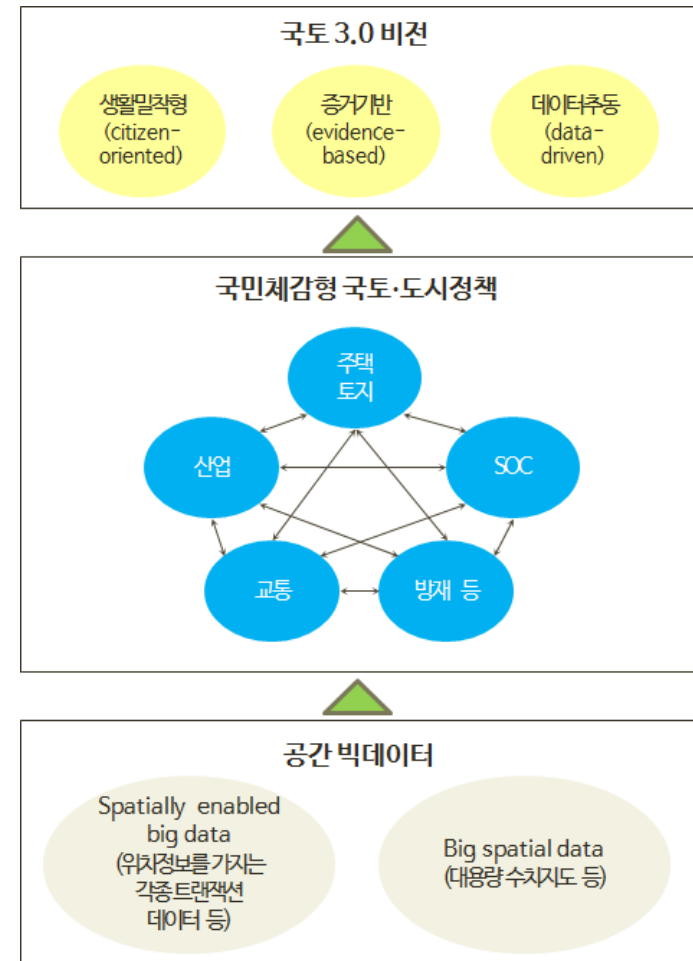 국토 3.0 비전
생활밀착형
(citizen-
oriented)
증거기반
(evidence-
based)
데이터추동
(data-
driven)
국민체감형 국토·도시정책
주택
토지
산업
SOC
교통
방재 등
공간 빅데이터
Spatially enabled
big data
(위치정보를 가지는
각종 트랜잭션
데이터 등)
Big spatial data
(대용량 수치지도 등)